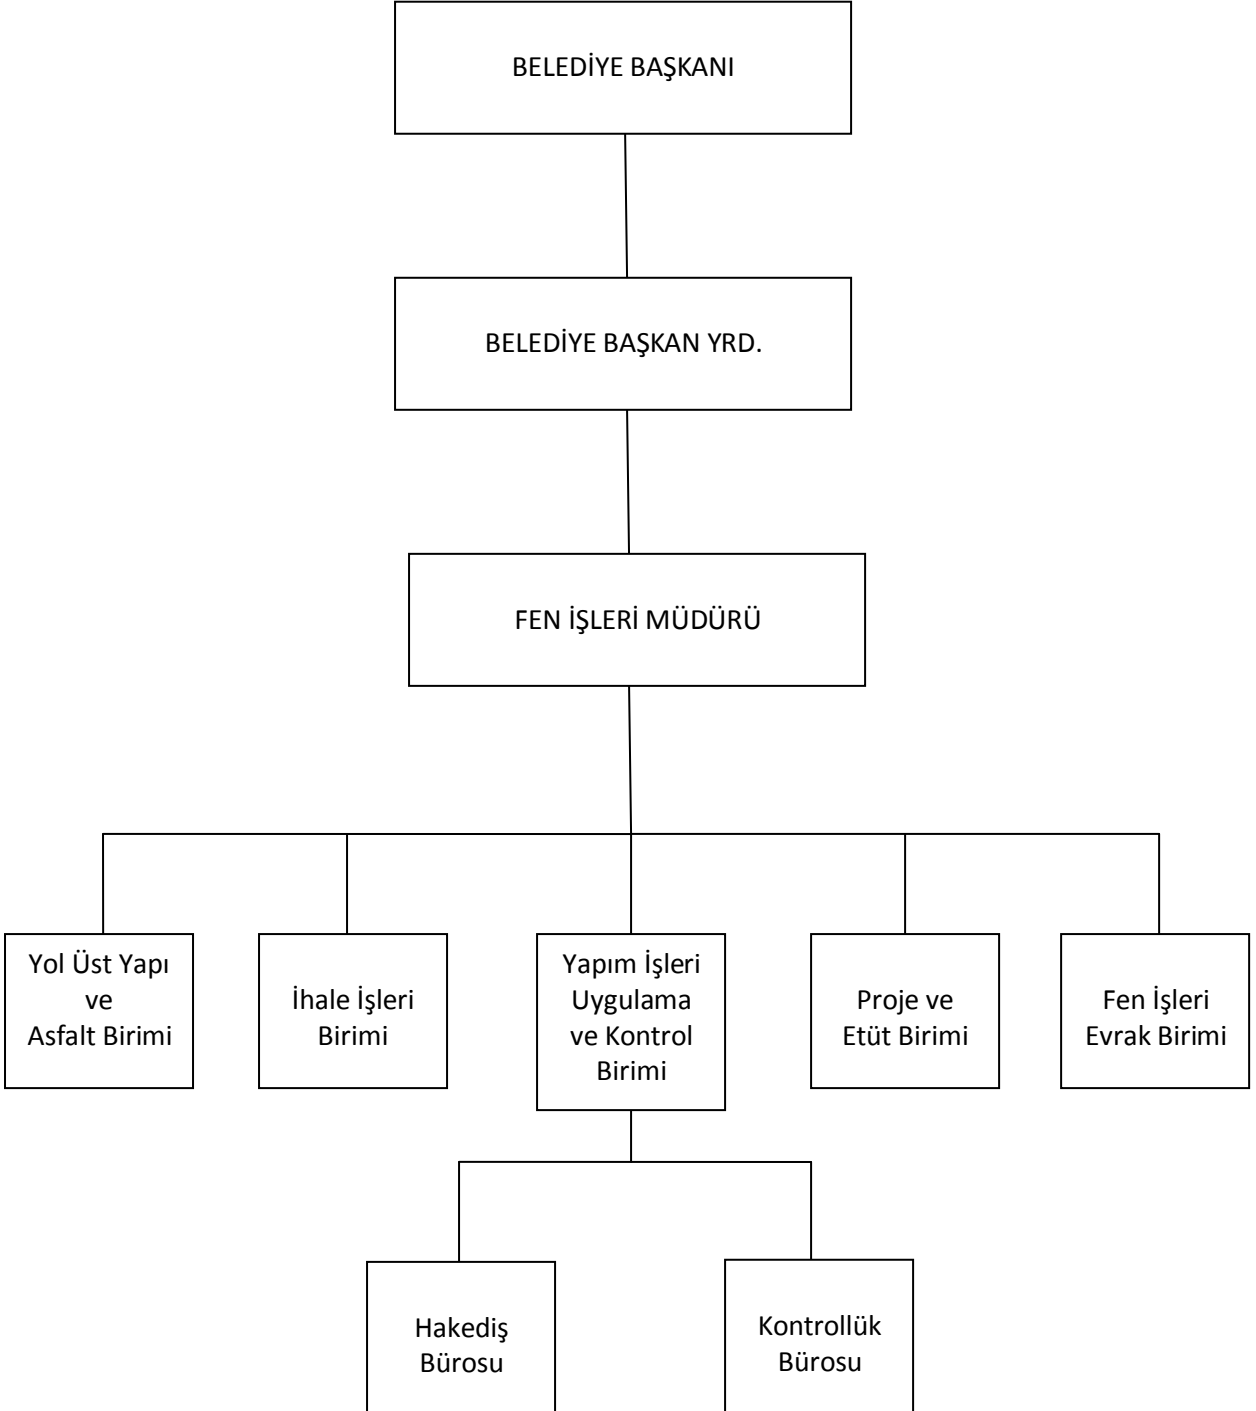 BELEDİYE BAŞKANI
BELEDİYE BAŞKAN YRD.
FEN İŞLERİ MÜDÜRÜ
Yol Üst Yapı
ve
Asfalt Birimi
İhale İşleri
Birimi
Yapım İşleri
Uygulama
ve Kontrol
Birimi
Proje ve
Etüt Birimi
Fen İşleri
Evrak Birimi
Hakediş
Bürosu
Kontrollük
Bürosu